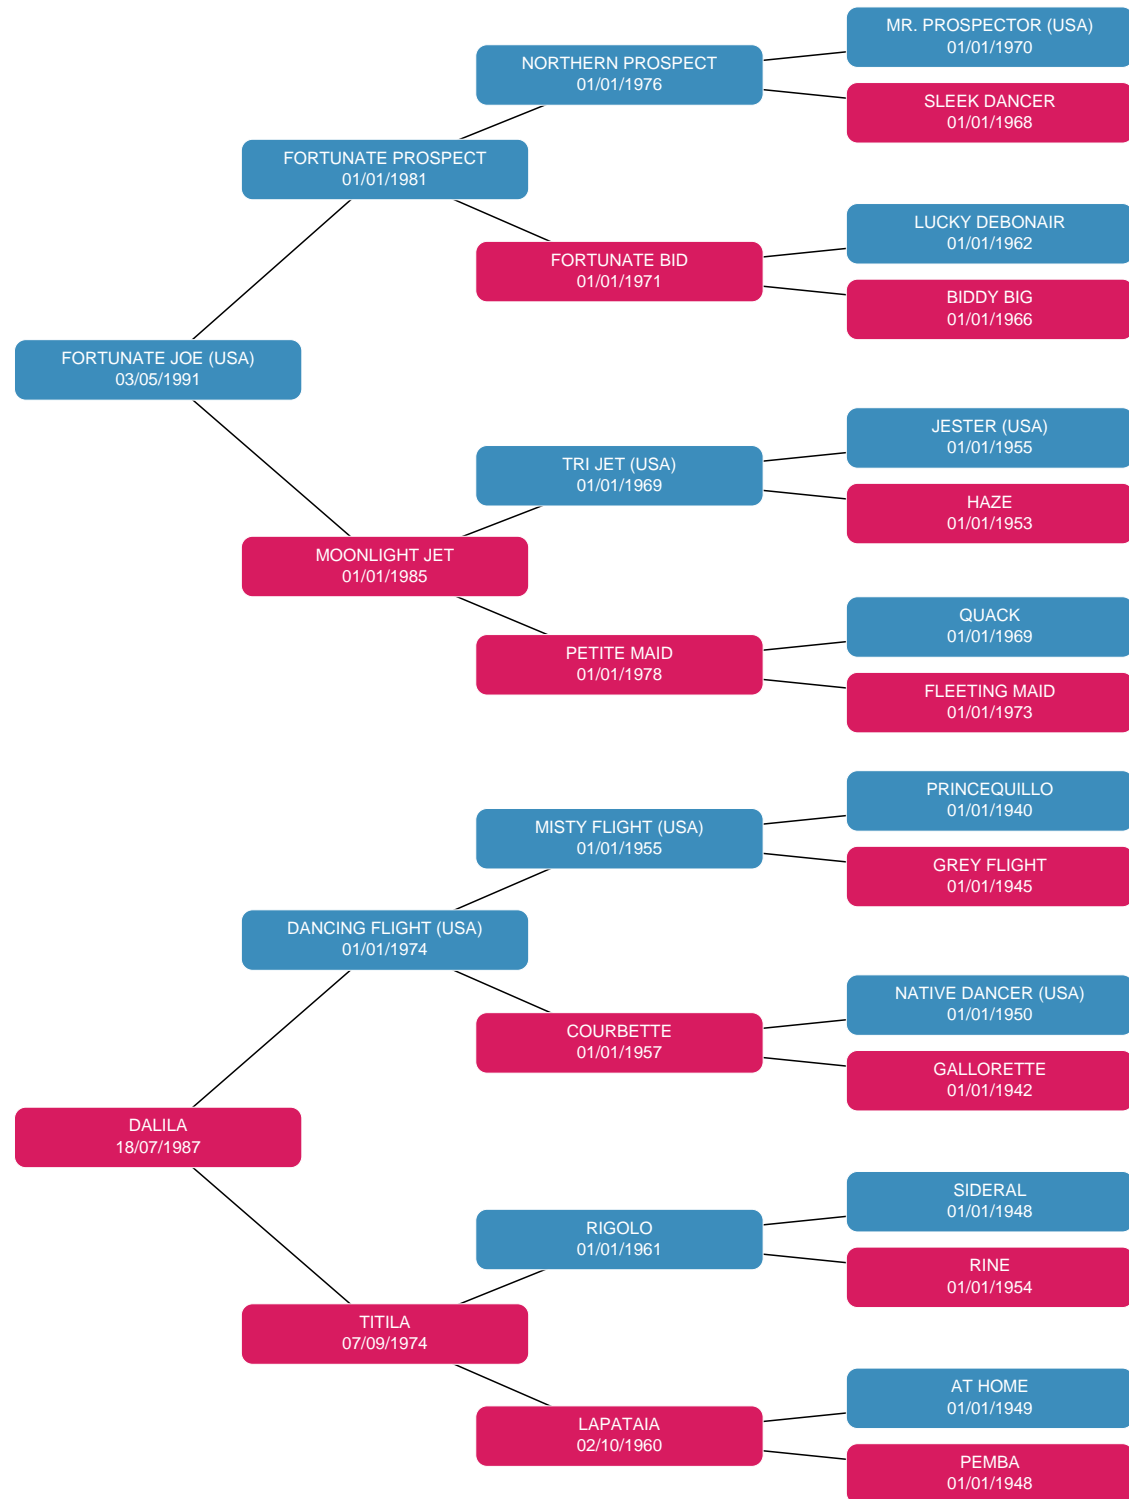 MR. PROSPECTOR (USA)
01/01/1970
NORTHERN PROSPECT
01/01/1976
SLEEK DANCER
01/01/1968
FORTUNATE PROSPECT
01/01/1981
LUCKY DEBONAIR
01/01/1962
FORTUNATE BID
01/01/1971
BIDDY BIG
01/01/1966
FORTUNATE JOE (USA)
03/05/1991
JESTER (USA)
01/01/1955
TRI JET (USA)
01/01/1969
HAZE
01/01/1953
MOONLIGHT JET
01/01/1985
QUACK
01/01/1969
PETITE MAID
01/01/1978
FLEETING MAID
01/01/1973
PRINCEQUILLO
01/01/1940
MISTY FLIGHT (USA)
01/01/1955
GREY FLIGHT
01/01/1945
DANCING FLIGHT (USA)
01/01/1974
NATIVE DANCER (USA)
01/01/1950
COURBETTE
01/01/1957
GALLORETTE
01/01/1942
DALILA
18/07/1987
SIDERAL
01/01/1948
RIGOLO
01/01/1961
RINE
01/01/1954
TITILA
07/09/1974
AT HOME
01/01/1949
LAPATAIA
02/10/1960
PEMBA
01/01/1948